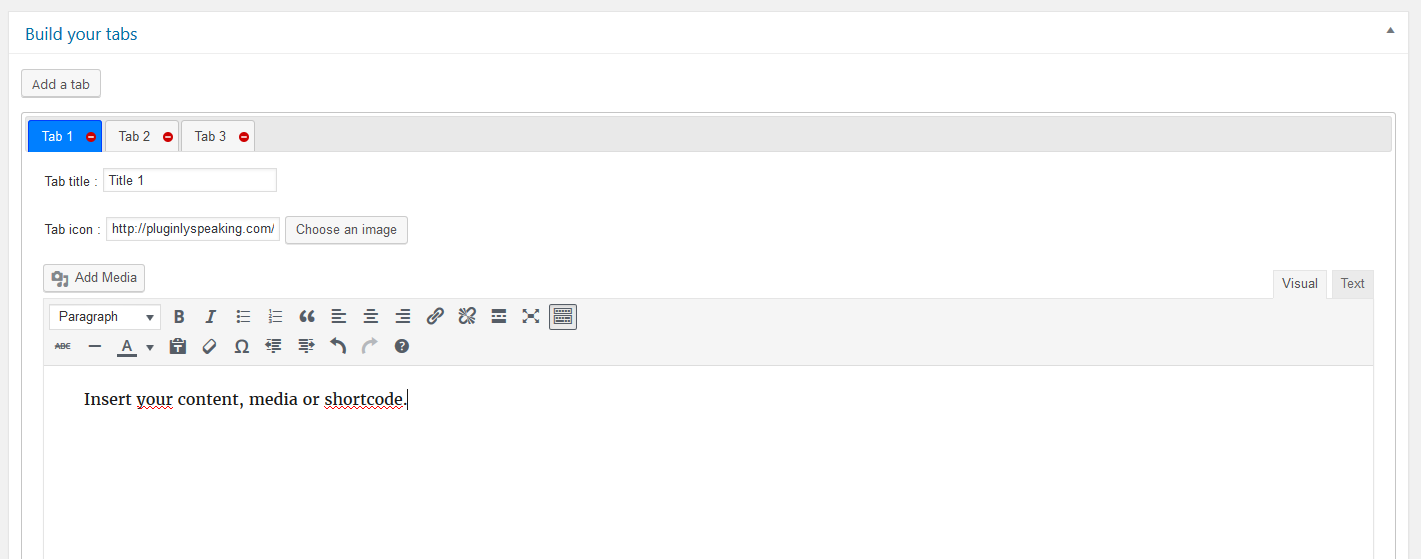 Build your tabs
Add a tab
Tab 1 Tab 2 Tab 3
Tab title : Title 1
Tab icon : http://pluginlyspeaking.com/ Choose an image
Add Media Visual Text
Paragraph B I
ABC A Ω ?
Insert your content, media or shortcode.